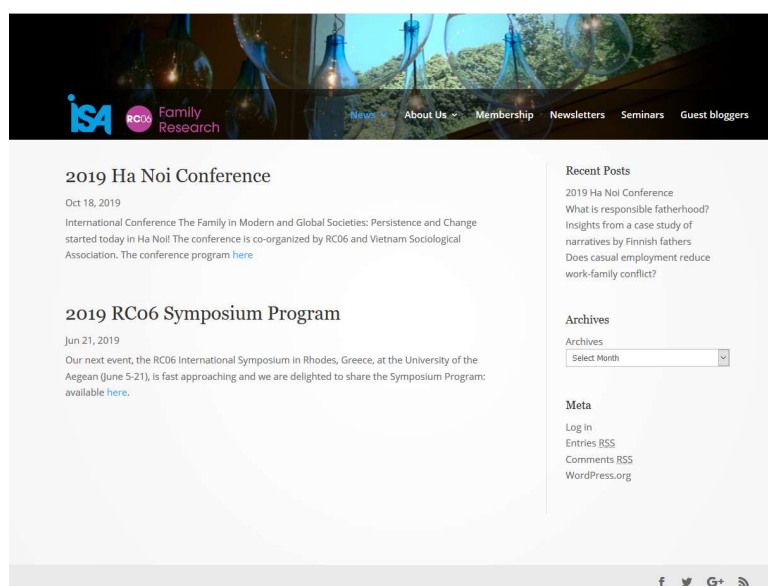 ISA RC06 Family
Research
News
About Us
Membership
Newsletters
Seminars
Guest bloggers
2019 Ha Noi Conference
Oct 18, 2019
International Conference The Family in Modern and Global Societies: Persistence and Change
started today in Ha Noi! The conference is co-organized by RC06 and Vietnam Sociological
Association. The conference program here
2019 RC06 Symposium Program
Jun 21, 2019
Our next event, the RC06 International Symposium in Rhodes, Greece, at the University of the
Aegean (June 5-21), is fast approaching and we are delighted to share the Symposium Program:
available here.
Recent Posts
2019 Ha Noi Conference
What is responsible fatherhood?
Insights from a case study of
narratives by Finnish fathers
Does casual employment reduce
work-family conflict?
Archives
Archives
Select Month
Meta
Log in
Entries RSS
Comments RSS
WordPress.org
f G+